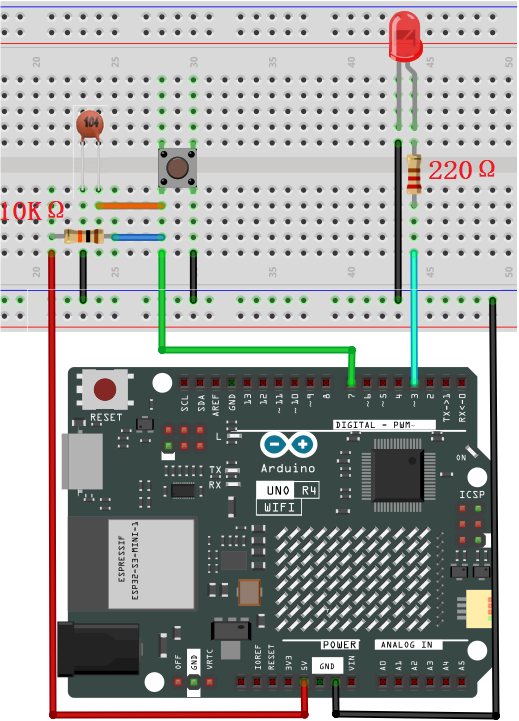 20
25
35
40
45
50
104
220 Ω
10K Ω
20
25
35
40
45
50
RESET
SCL
SDA
AREF
GND
13
12
~11
~10
~9
8
7
~6
~5
4
~3
2
TX→1
RX←0
DIGITAL - PWM~
L
TX
RX
Arduino
UNO R4
WIFI
ON
ICSP
ESPRESSIF
ESP32-S3-MINI-1
POWER
ANALOG IN
OFF
GND
VRTC
IOREF
RESET
3V3
5V
GND
VIN
A0
A1
A2
A3
A4
A5